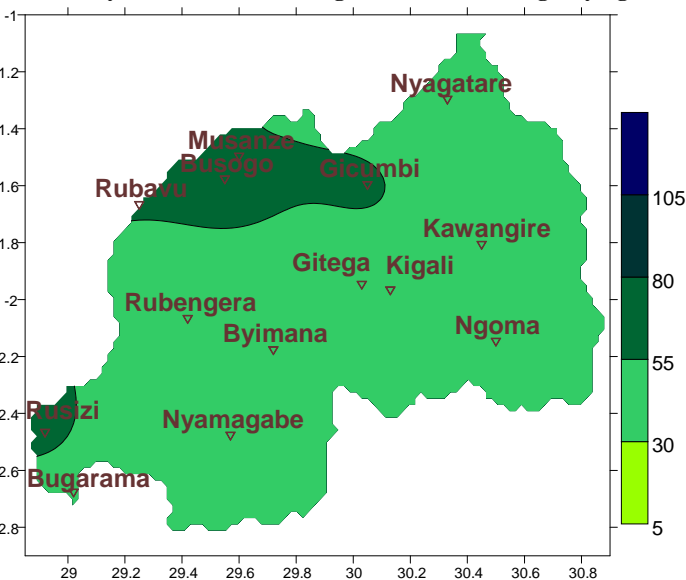 -1
1.2
1.4
1.6
1.8
-2
2.2
2.4
2.6
2.8
Nyagatare
Musanze
Busogo
Gicumbi
Rubavu
Kawangire
Gitega
Kigali
Rubengera
Byimana
Ngoma
Rusizi
Nyamagabe
Bugarama
105
80
55
30
5
29
29.2
29.4
29.6
29.8
30
30.2
30.4
30.6
30.8